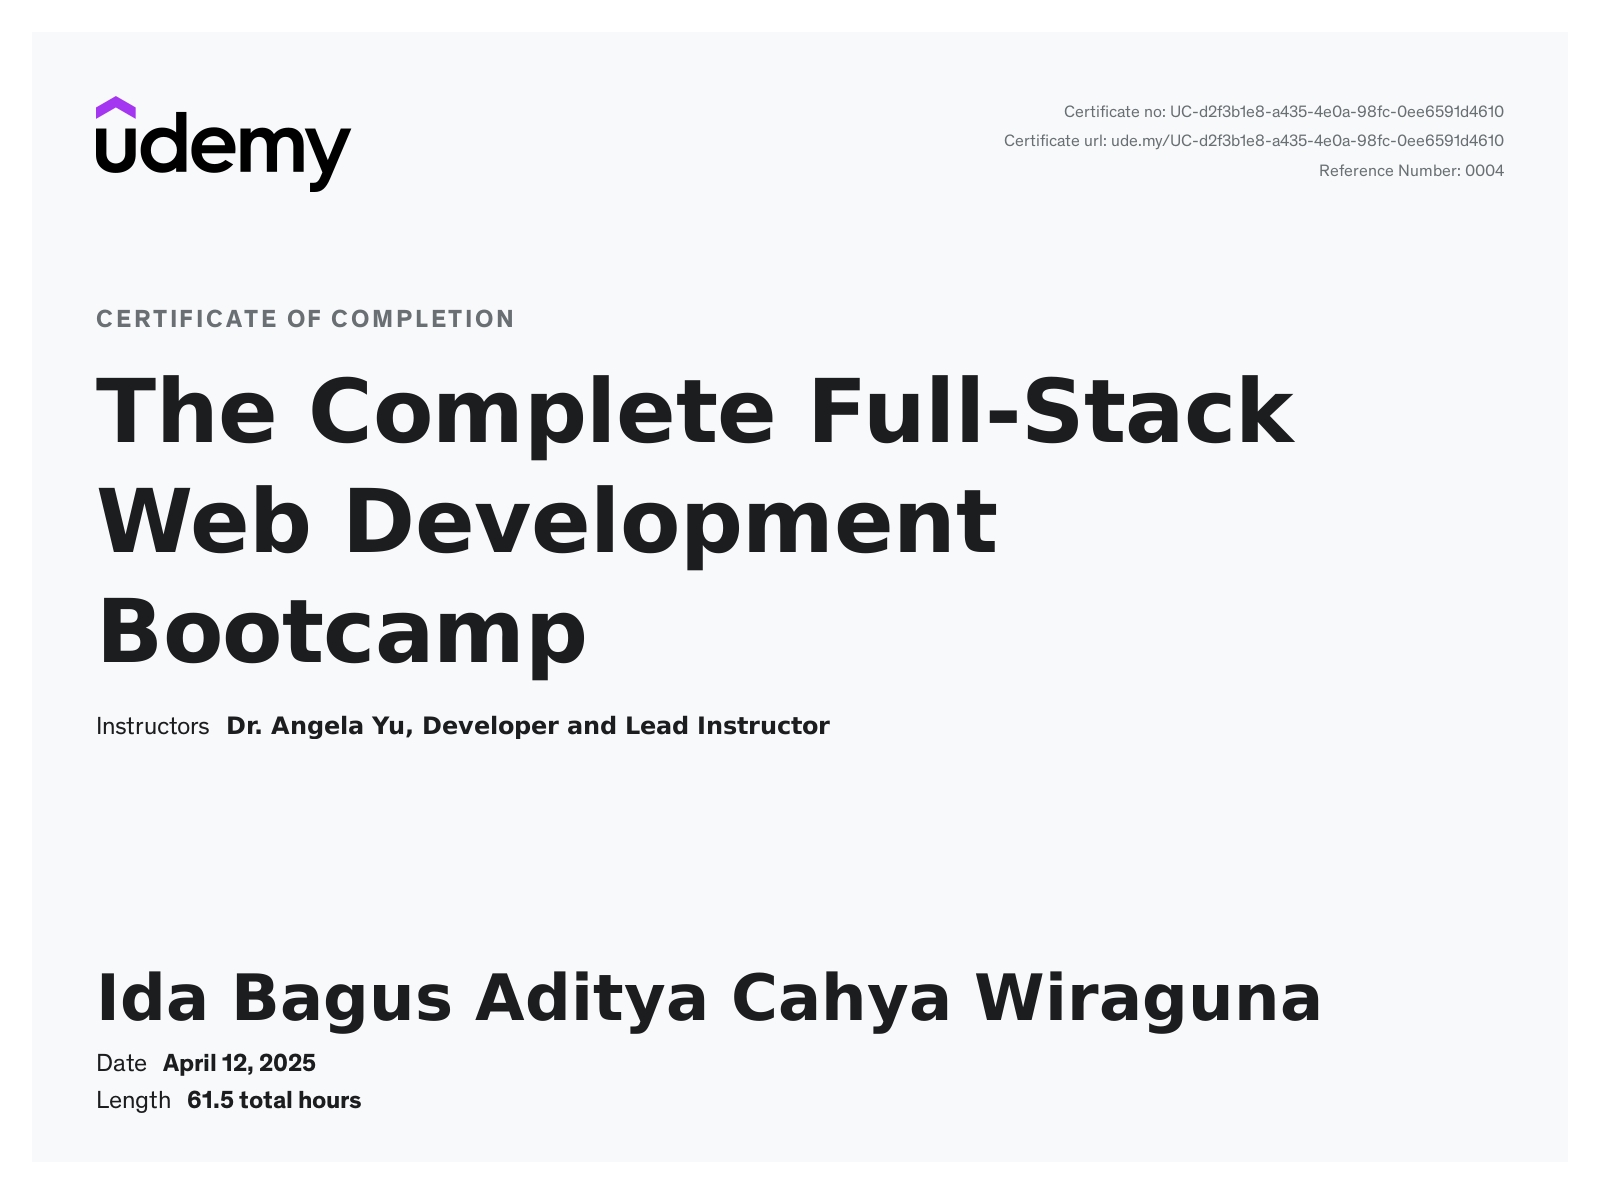 udemy
Certificate no: UC-d2f3b1e8-a435-4e0a-98fc-0ee6591d4610
Certificate url: ude.my/UC-d2f3b1e8-a435-4e0a-98fc-0ee6591d4610
Reference Number: 0004
CERTIFICATE OF COMPLETION
The Complete Full-Stack
Web Development
Bootcamp
Instructors Dr. Angela Yu, Developer and Lead Instructor
Ida Bagus Aditya Cahya Wiraguna
Date April 12, 2025
Length 61.5 total hours